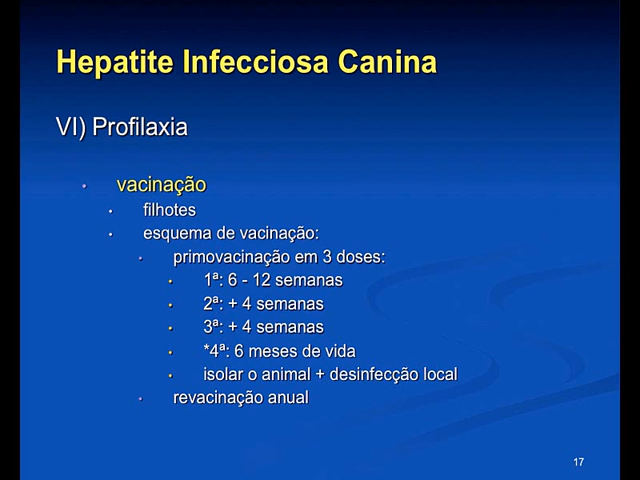 Hepatite Infecciosa Canina
VI) Profilaxia
• vacinação
• filhotes
• esquema de vacinação:
• primovacinação em 3 doses:
• 1ª: 6 - 12 semanas
• 2ª: + 4 semanas
• 3ª: + 4 semanas
• *4ª: 6 meses de vida
• isolar o animal + desinfecção local
• revacinação anual
17